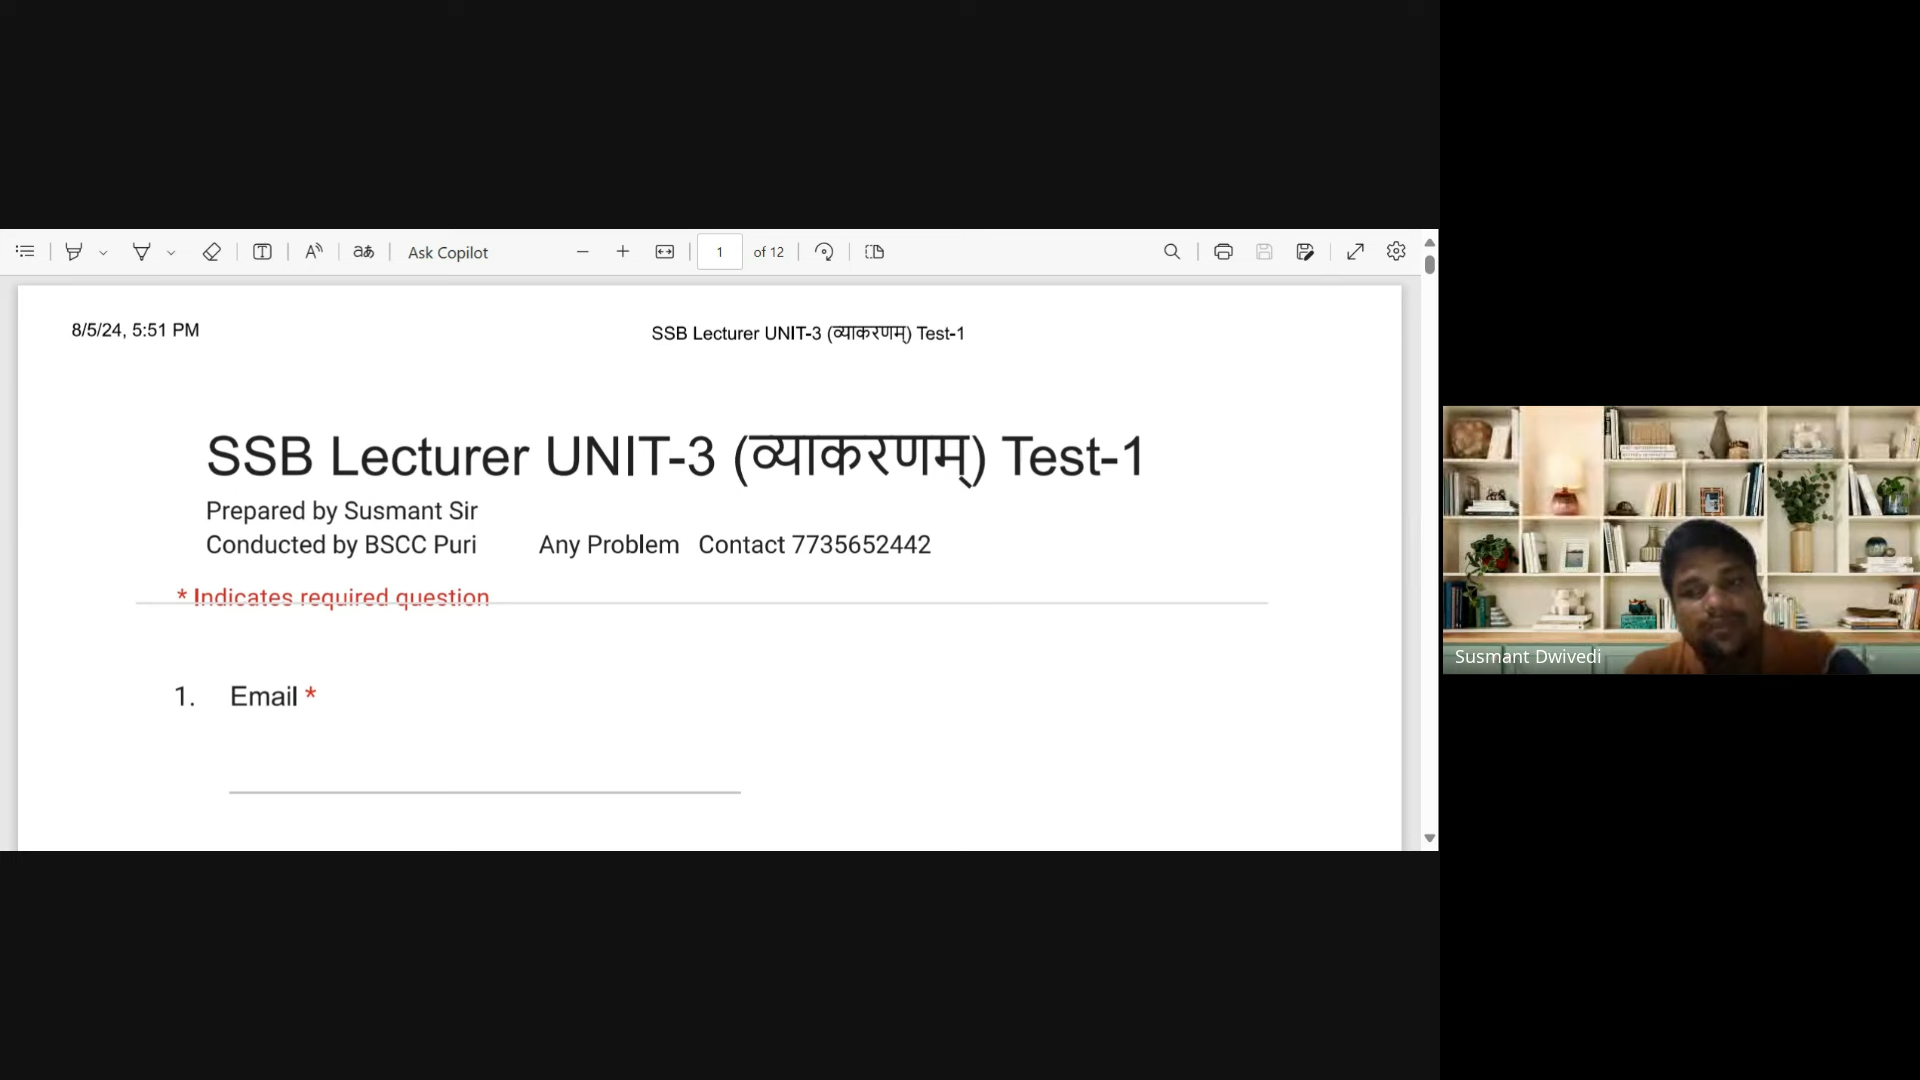 Ask Copilot
1 of 12
8/5/24, 5:51 PM
SSB Lecturer UNIT-3 (व्याकरणम्) Test-1
SSB Lecturer UNIT-3 (व्याकरणम्) Test-1
Prepared by Susmant Sir
Conducted by BSCC Puri Any Problem Contact 7735652442
* Indicates required question
1. Email *
Susmant Dwivedi